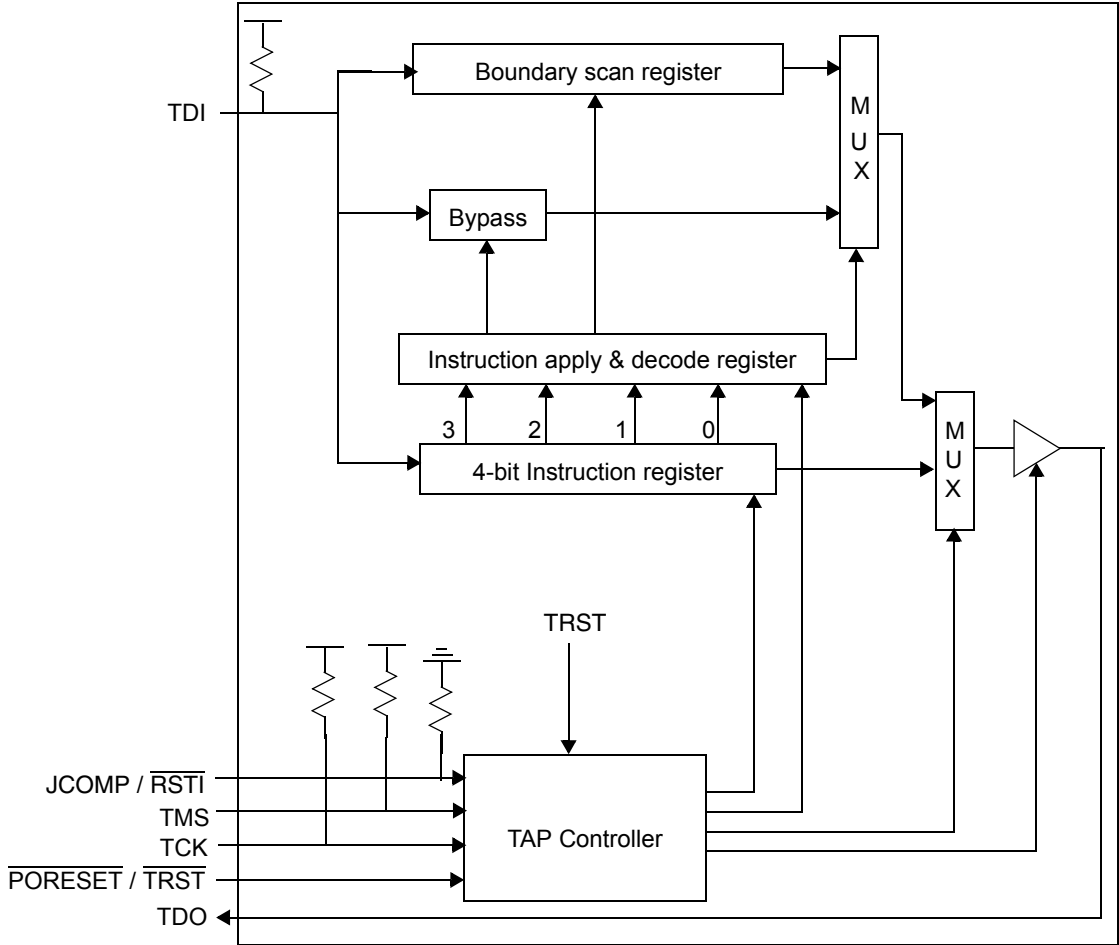 Boundary scan register
M
U X
TDI
Bypass
Instruction apply & decode register
3 2 1 0
4-bit Instruction register
M
U
X
TRST
JCOMP / RSTI
TMS
TCK
PORESET / TRST
TDO
TAP Controller